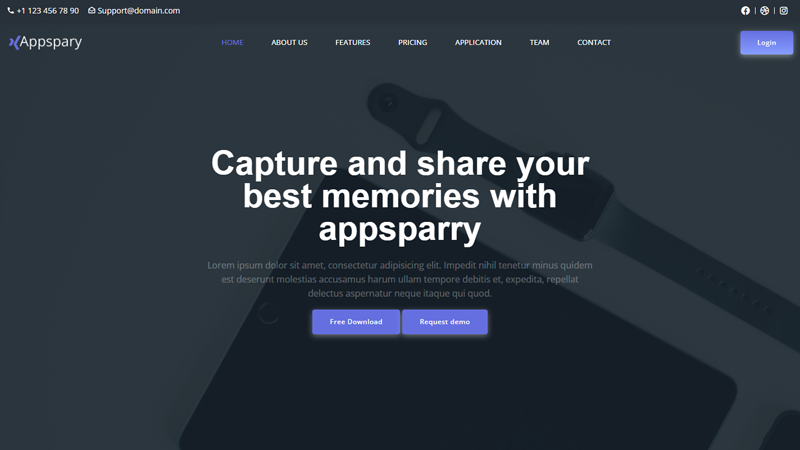 +1 123 456 78 90 Support@domain.com
Appspary HOME ABOUT US FEATURES PRICING APPLICATION TEAM CONTACT Login
Capture and share your
best memories with
appsparry
Lorem ipsum dolor sit amet, consectetur adipisicing elit. Impedit nihil tenetur minus quidem
est deserunt molestias accusamus harum ullam tempore debitis et, expedita, repellat
delectus aspernatur neque itaque qui quod.
Free Download Request demo